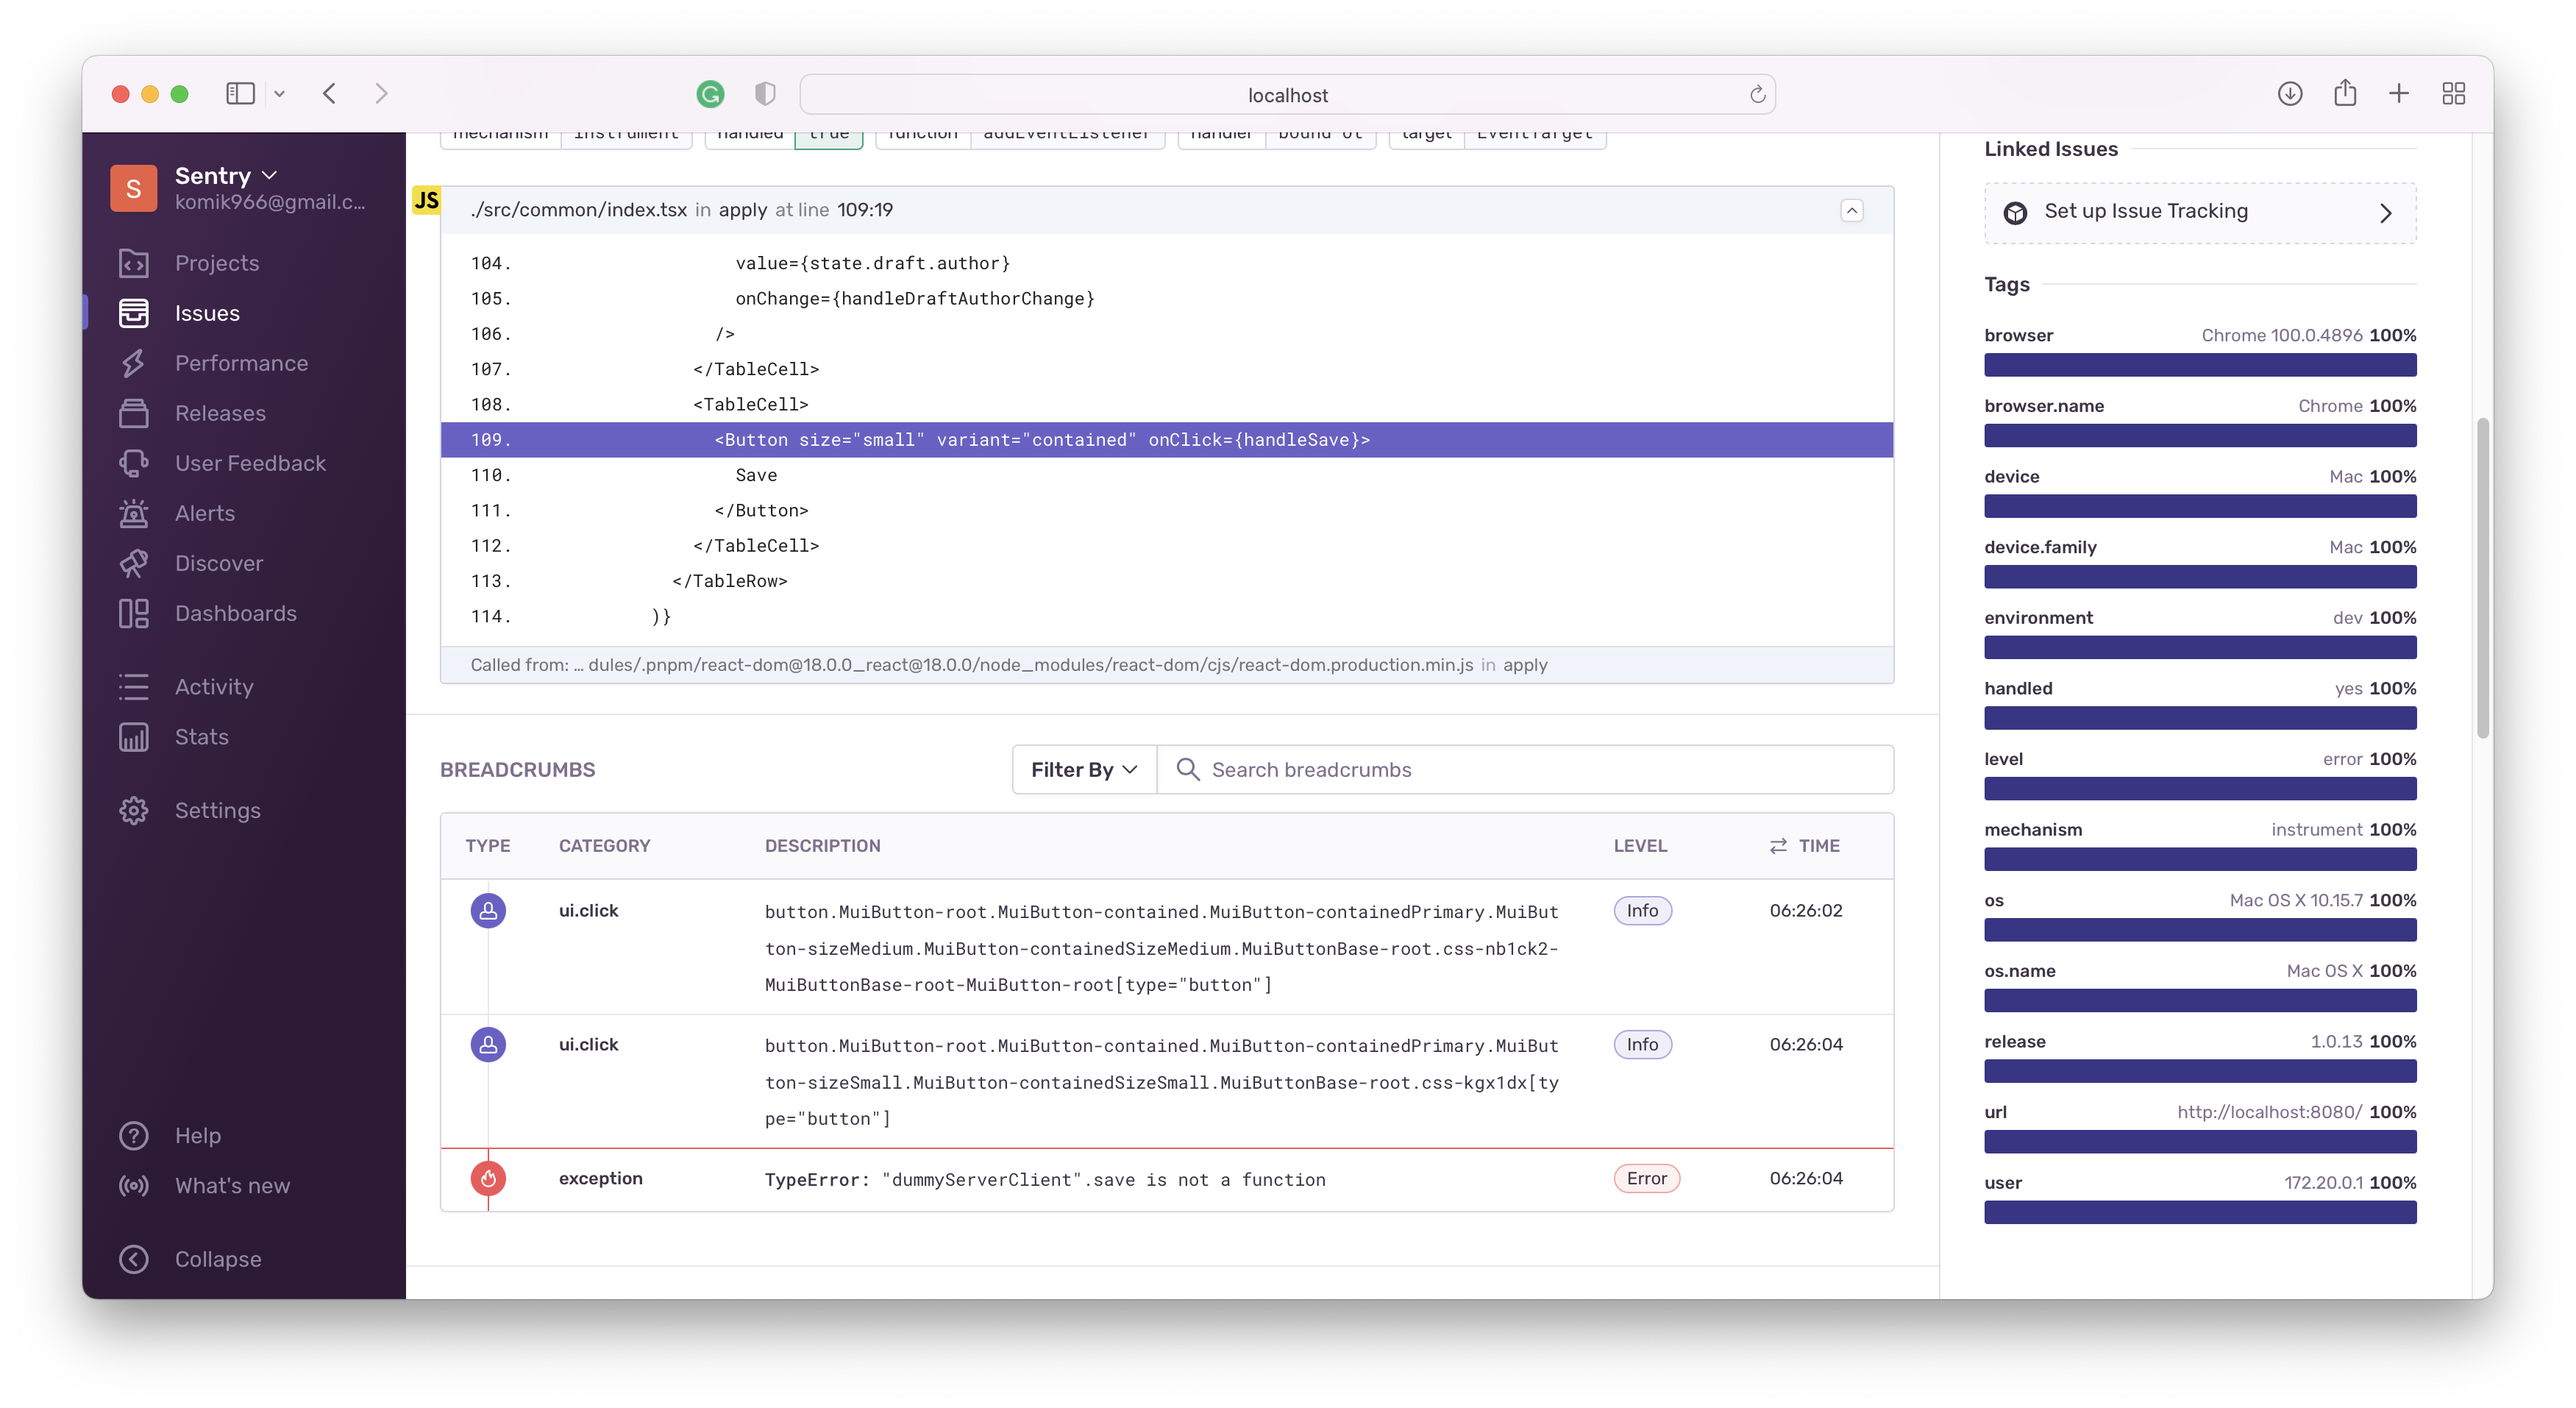 localhost
S
Sentry
komik966@gmail.c...
Projects
Issues
Performance
Releases
User Feedback
Alerts
Discover
Dashboards
Activity
Stats
Settings
Help
What's new
Collapse
mechanism instrument handled true function addEventListener handler bound ot target EventTarget
JS
./src/common/index.tsx in apply at line 109:19
104. value={state.draft.author}
105. onChange={handleDraftAuthorChange}
106. />
107. </TableCell>
108. <TableCell>
109. <Button size="small" variant="contained" onClick={handleSave}>
110. Save
111. </Button>
112. </TableCell>
113. </TableRow>
114. )}
Called from: ... dules/.pnpm/react-dom@18.0.0_react@18.0.0/node_modules/react-dom/cjs/react-dom.production.min.js in apply
BREADCRUMBS
Filter By
Search breadcrumbs
TYPE CATEGORY DESCRIPTION LEVEL TIME
ui.click button.MuiButton-root.MuiButton-contained.MuiButton-containedPrimary.MuiBut Info 06:26:02
ton-sizeMedium.MuiButton-containedSizeMedium.MuiButtonBase-root.css-nb1ck2-
MuiButtonBase-root-MuiButton-root[type="button"]
ui.click button.MuiButton-root.MuiButton-contained.MuiButton-containedPrimary.MuiBut Info 06:26:04
ton-sizeSmall.MuiButton-containedSizeSmall.MuiButtonBase-root.css-kgx1dx[ty
pe="button"]
exception TypeError: "dummyServerClient".save is not a function Error 06:26:04
Linked Issues
Set up Issue Tracking
Tags
browser Chrome 100.0.4896 100%
browser.name Chrome 100%
device Mac 100%
device.family Mac 100%
environment dev 100%
handled yes 100%
level error 100%
mechanism instrument 100%
os Mac OS X 10.15.7 100%
os.name Mac OS X 100%
release 1.0.13 100%
url http://localhost:8080/ 100%
user 172.20.0.1 100%